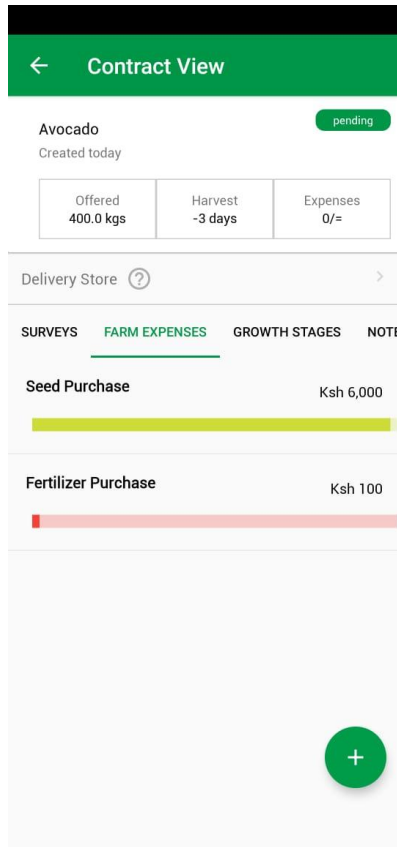 Contract View
pending
Avocado
Created today
Offered Harvest Expenses
400.0 kgs -3 days 0/=
Delivery Store ?
SURVEYS FARM EXPENSES GROWTH STAGES NOTE
Seed Purchase Ksh 6,000
Fertilizer Purchase Ksh 100
+